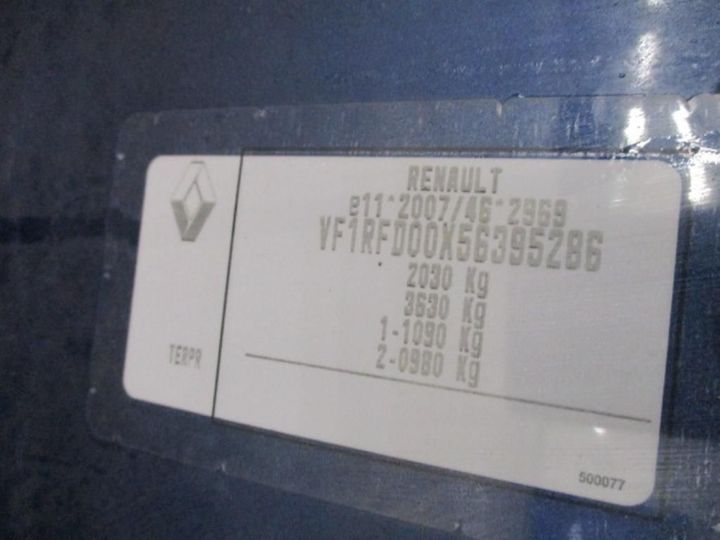 RENAULT
e11*2007/46*2969
VF1RFD00X56395286
2030 Kg
3630 Kg
1-1090 Kg
2-0980 Kg
TERPR
500077